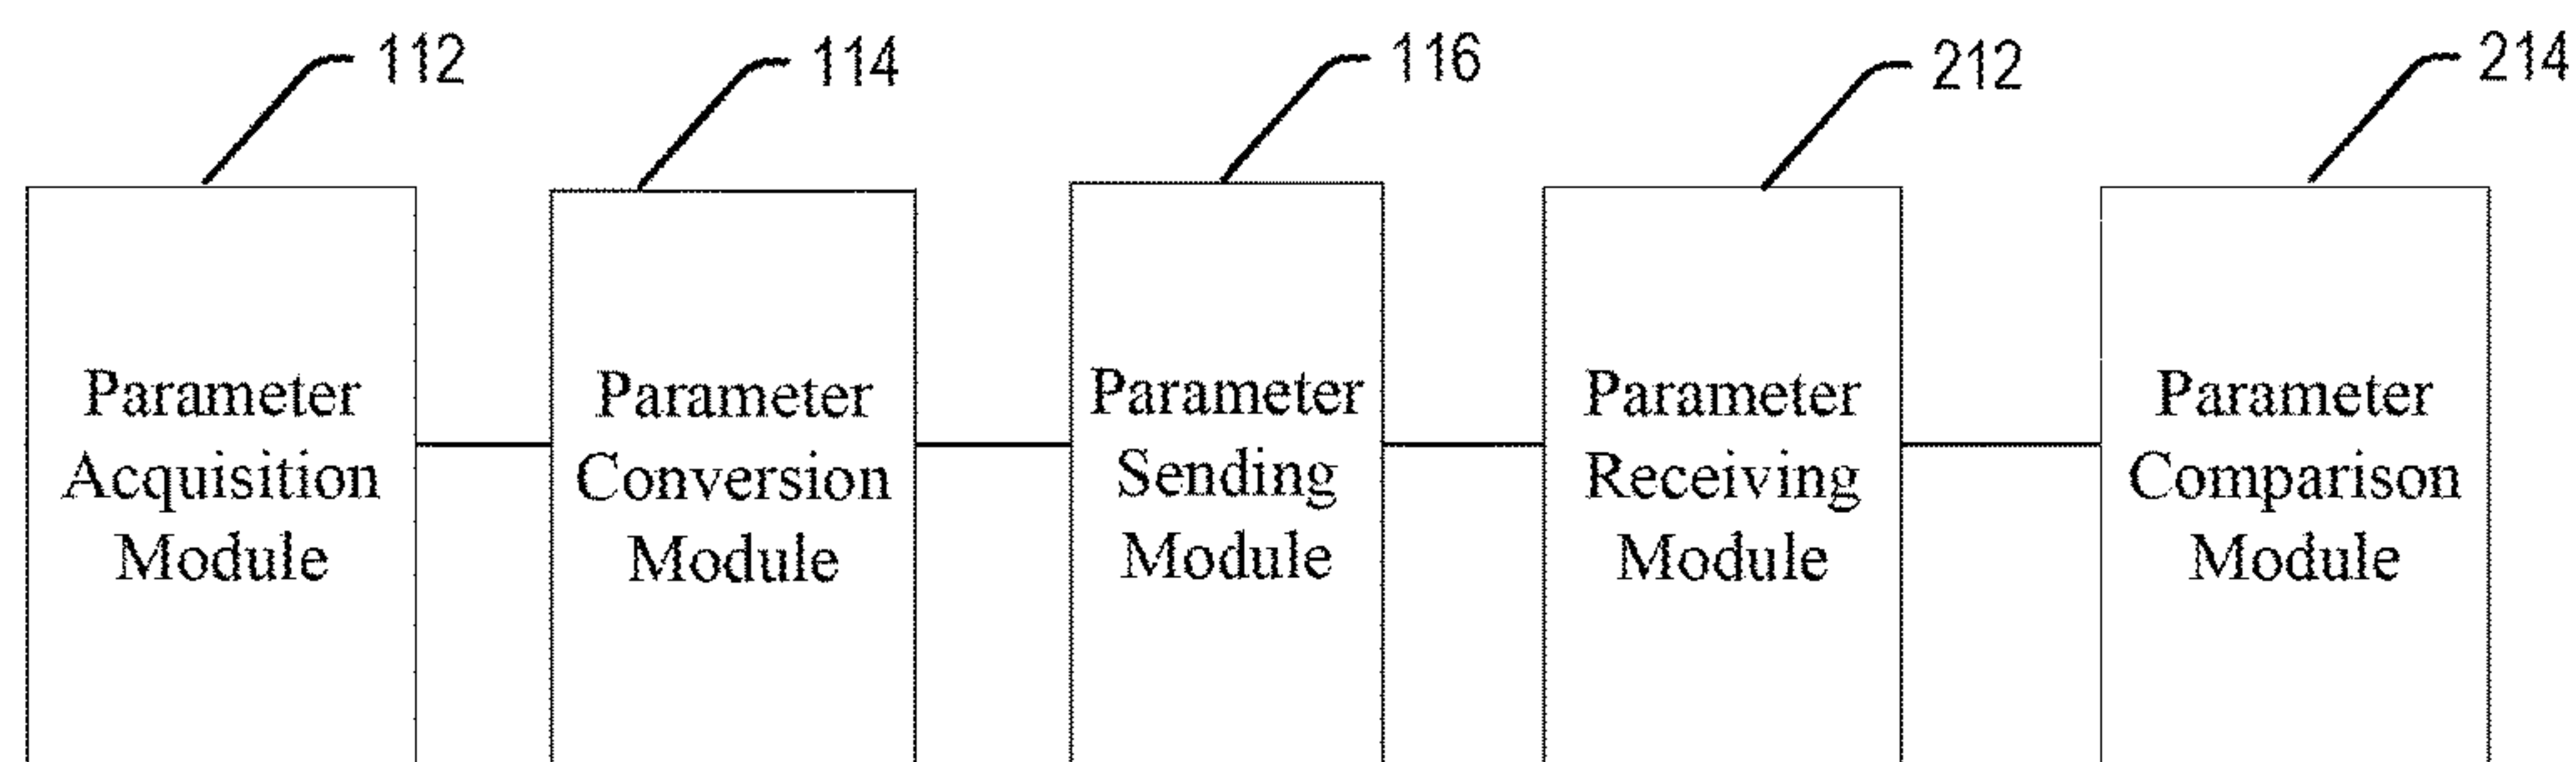 112
114
116
212
214
Parameter
Acquisition
Module
Parameter
Conversion
Module
Parameter
Sending
Module
Parameter
Receiving
Module
Parameter
Comparison
Module